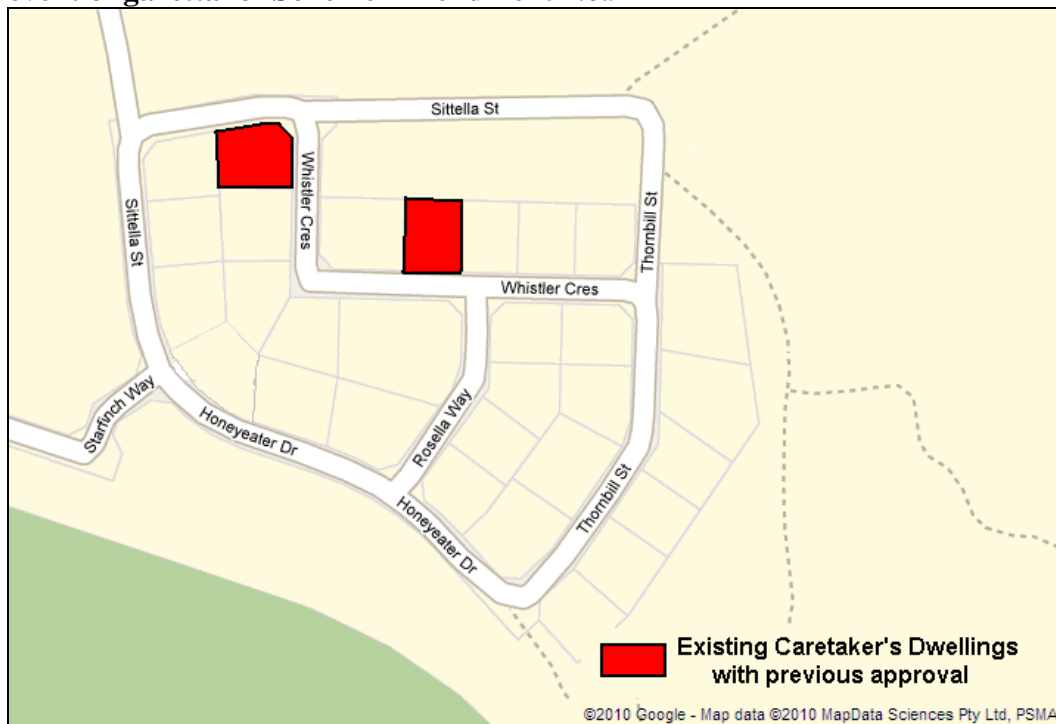 Sittella St
Whistler Cres
Sittella St
Thornbill St
Whistler Cres
Starfinch Way
Honeyeater Dr
Rosella Way
Thornbill St
Honeyeater Dr
Existing Caretaker's Dwellings
with previous approval
©2010 Google - Map data ©2010 MapData Sciences Pty Ltd, PSMA